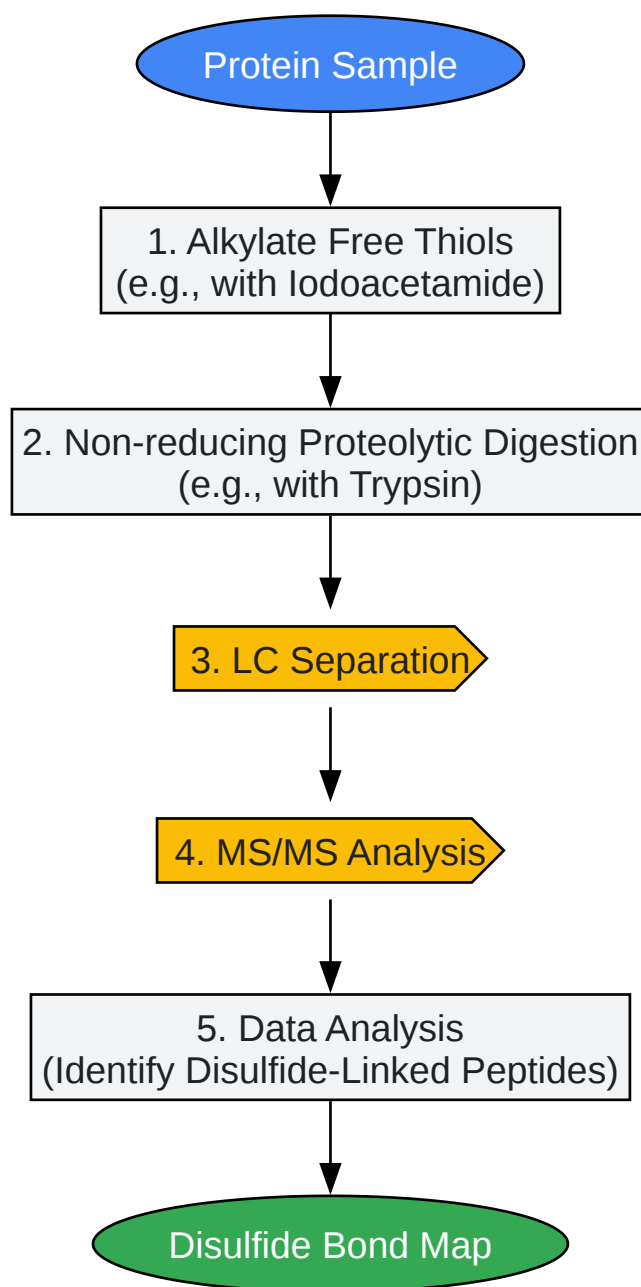 Protein Sample
1. Alkylate Free Thiols
(e.g., with Iodoacetamide)
2. Non-reducing Proteolytic Digestion
(e.g., with Trypsin)
3. LC Separation
4. MS/MS Analysis
5. Data Analysis
(Identify Disulfide-Linked Peptides)
Disulfide Bond Map